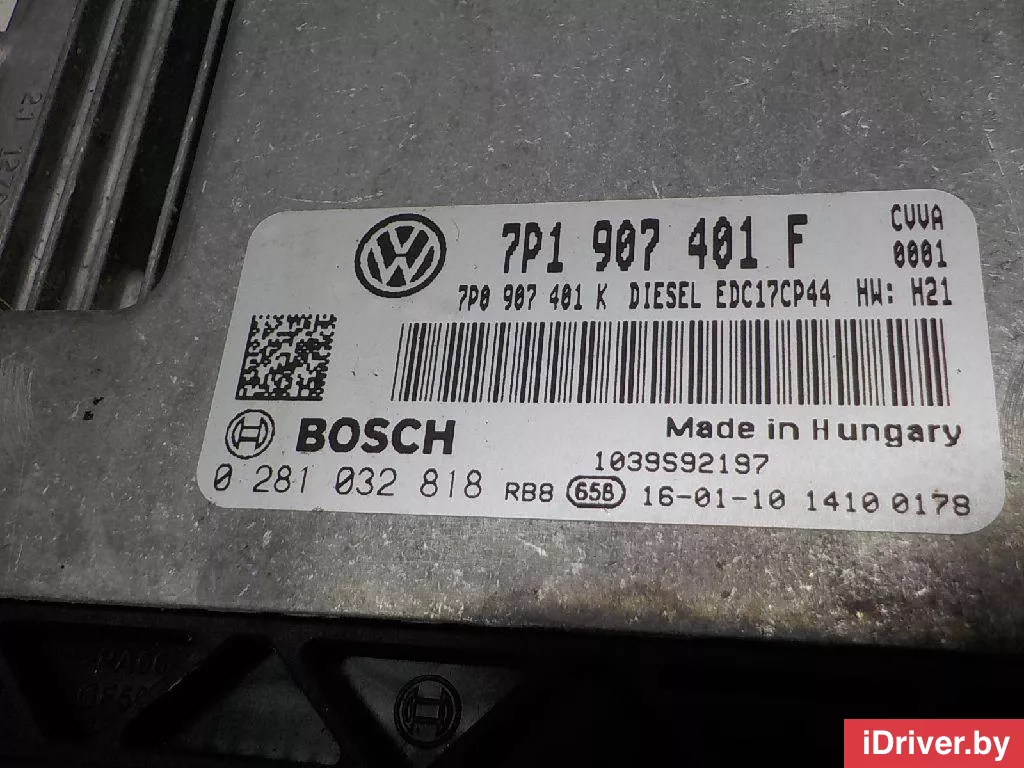 7P1 907 401 F
CVVA
0001
7P0 907 401 K DIESEL EDC17CP44 HW: H21
BOSCH
Made in Hungary
1039S92197
0 281 032 818 RB8 658 16-01-10 1410 0178
iDriver.by